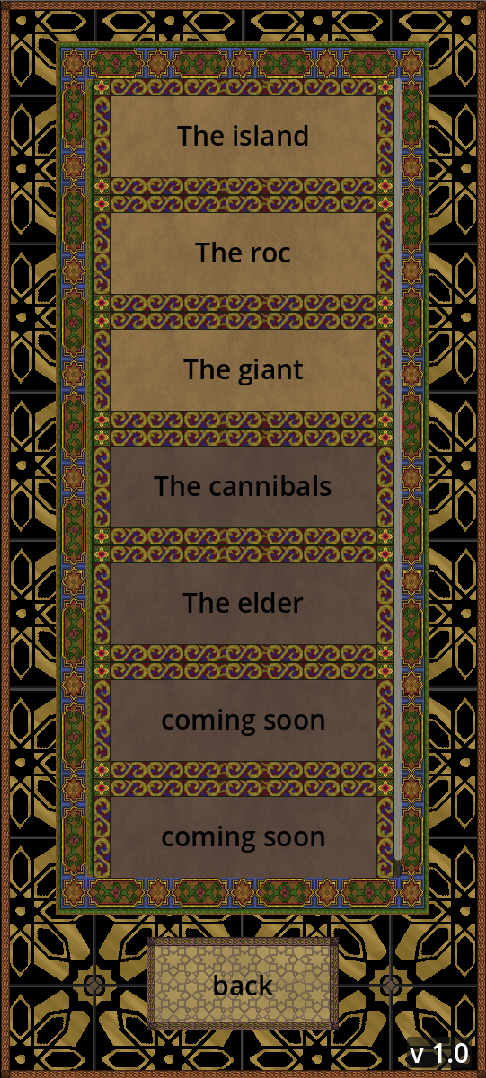 The island
The roc
The giant
The cannibals
The elder
coming soon
coming soon
back
v 1.0